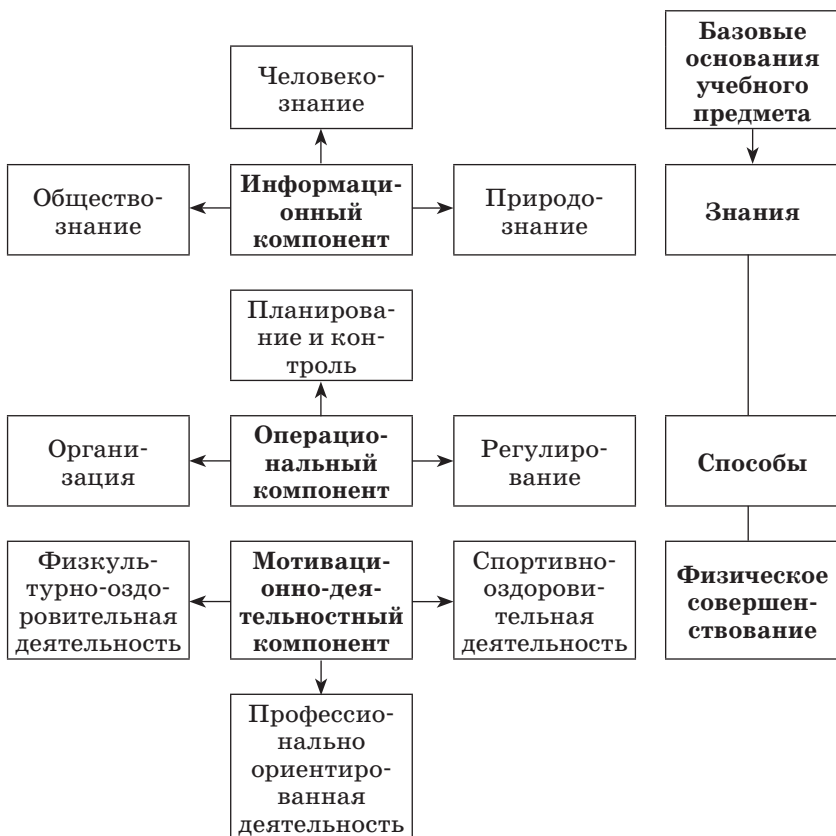 Человеко-
знание
Базовые
основания
учебного
предмета
Общество-
знание
Информаци-
онный
компонент
Природо-
знание
Знания
Планирова-
ние и кон-
троль
Органи-
зация
Операцио-
нальный
компонент
Регулиро-
вание
Способы
Физкуль-
турно-оздо-
ровительная
деятельность
Мотиваци-
онно-дея-
тельностный
компонент
Спортивно-
оздорови-
тельная
деятельность
Физическое
совершен-
ствование
Профессио-
нально
ориентиро-
ванная
деятельность